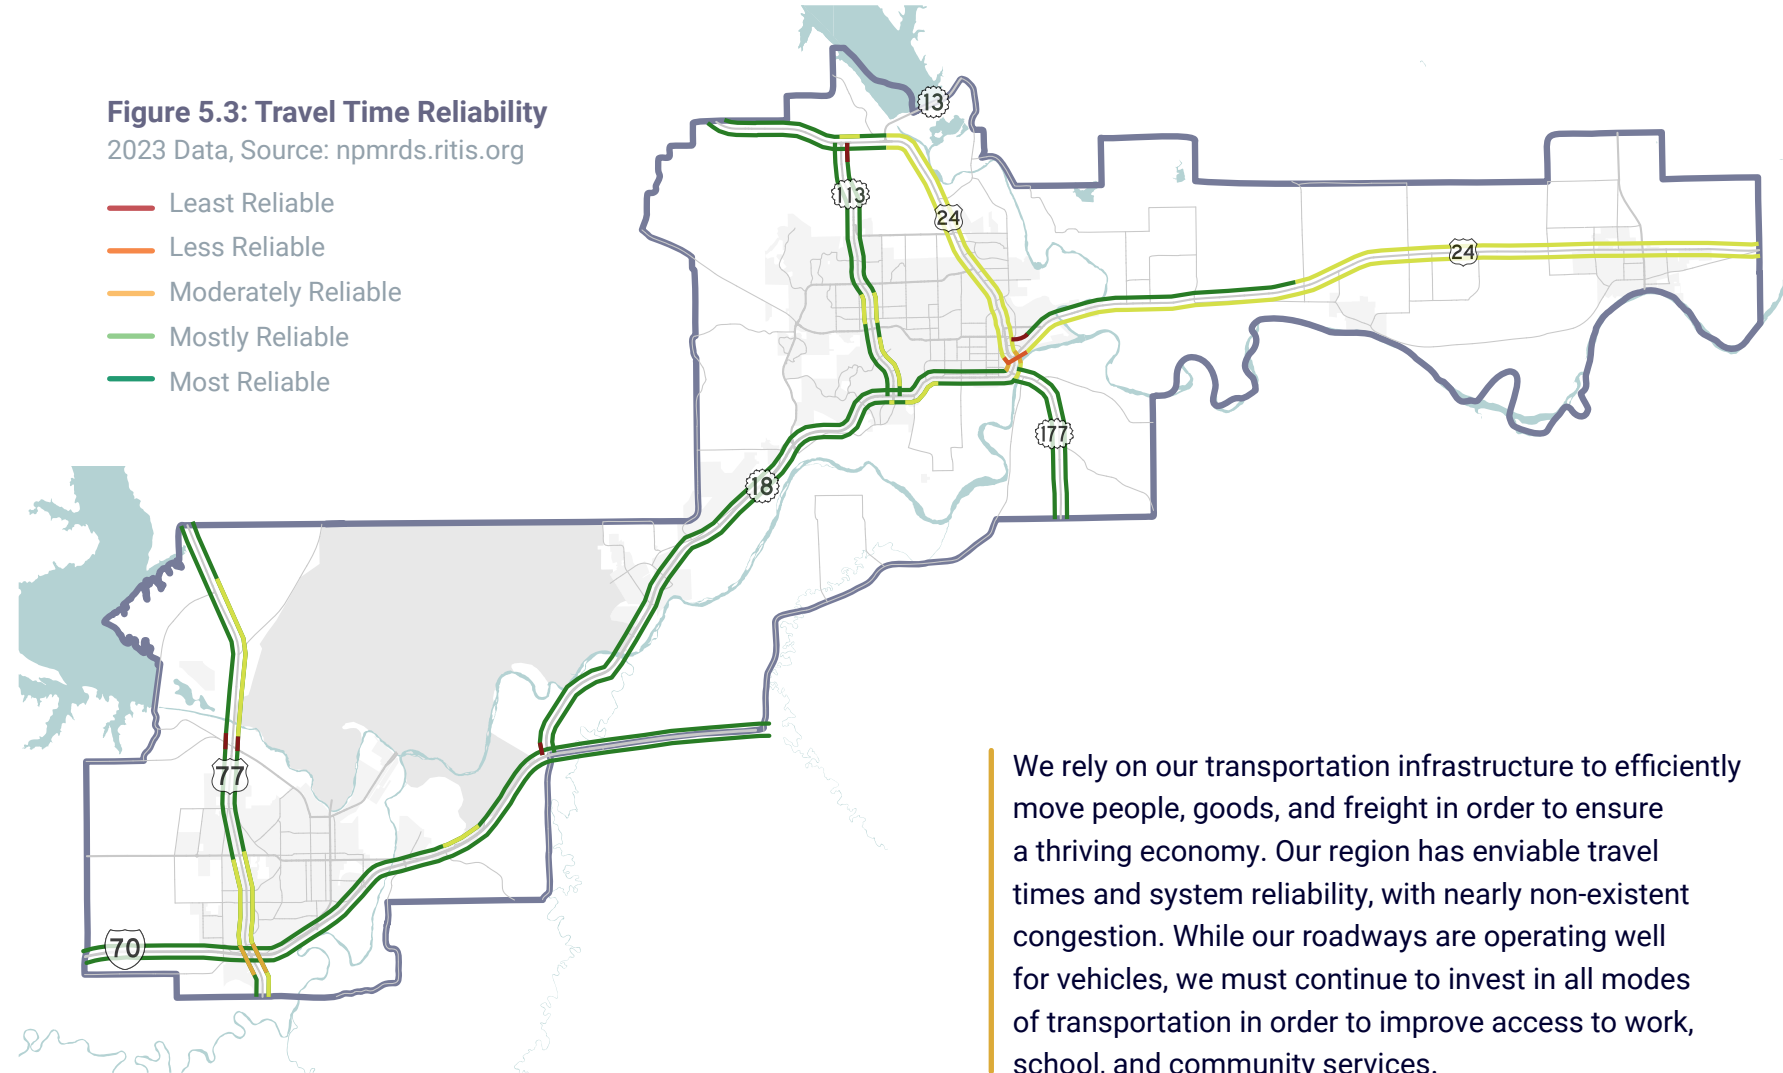 Figure 5.3: Travel Time Reliability
2023 Data, Source: npmrds.ritis.org
Least Reliable
Less Reliable
Moderately Reliable
Mostly Reliable
Most Reliable
13
113
24
24
177
18
77
70
We rely on our transportation infrastructure to efficiently
move people, goods, and freight in order to ensure
a thriving economy. Our region has enviable travel
times and system reliability, with nearly non-existent
congestion. While our roadways are operating well
for vehicles, we must continue to invest in all modes
of transportation in order to improve access to work,
school, and community services.